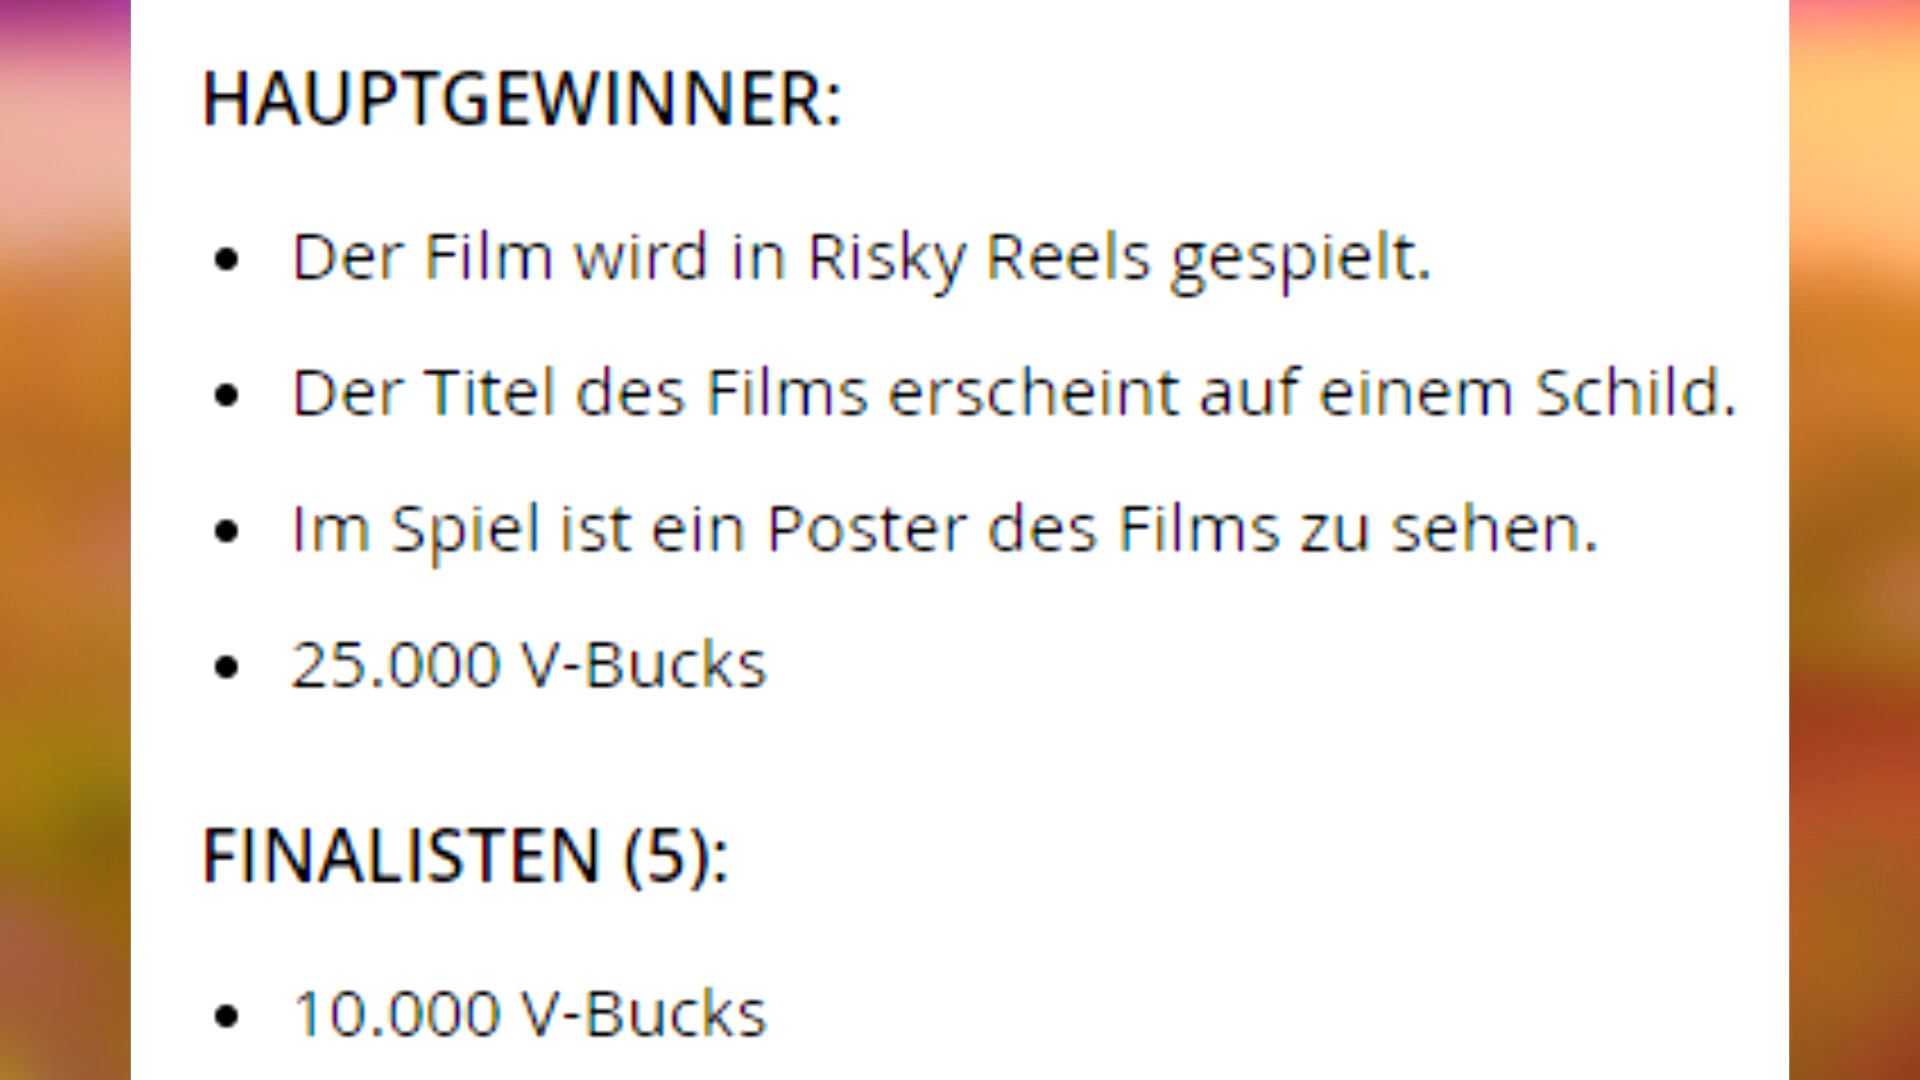 HAUPTGEWINNER:
• Der Film wird in Risky Reels gespielt.
• Der Titel des Films erscheint auf einem Schild.
• Im Spiel ist ein Poster des Films zu sehen.
• 25.000 V-Bucks
FINALISTEN (5):
• 10.000 V-Bucks